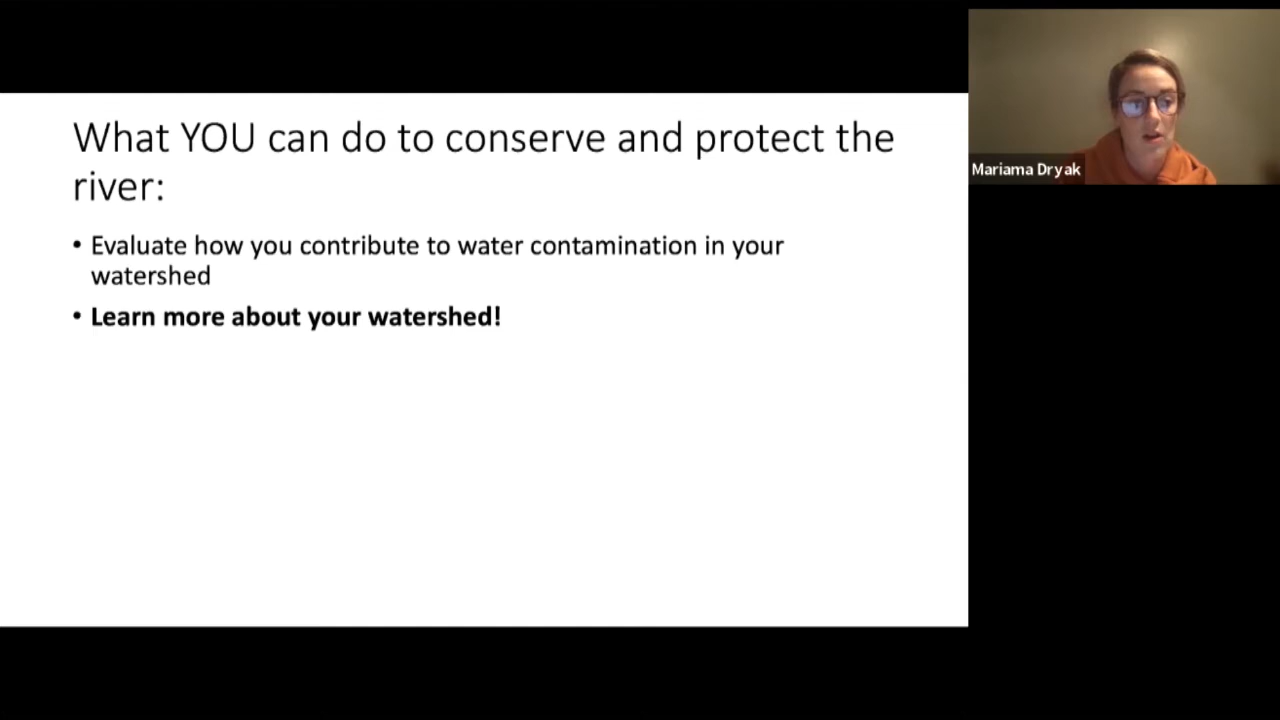 What YOU can do to conserve and protect the
river:
• Evaluate how you contribute to water contamination in your
watershed
• Learn more about your watershed!
Mariama Dryak